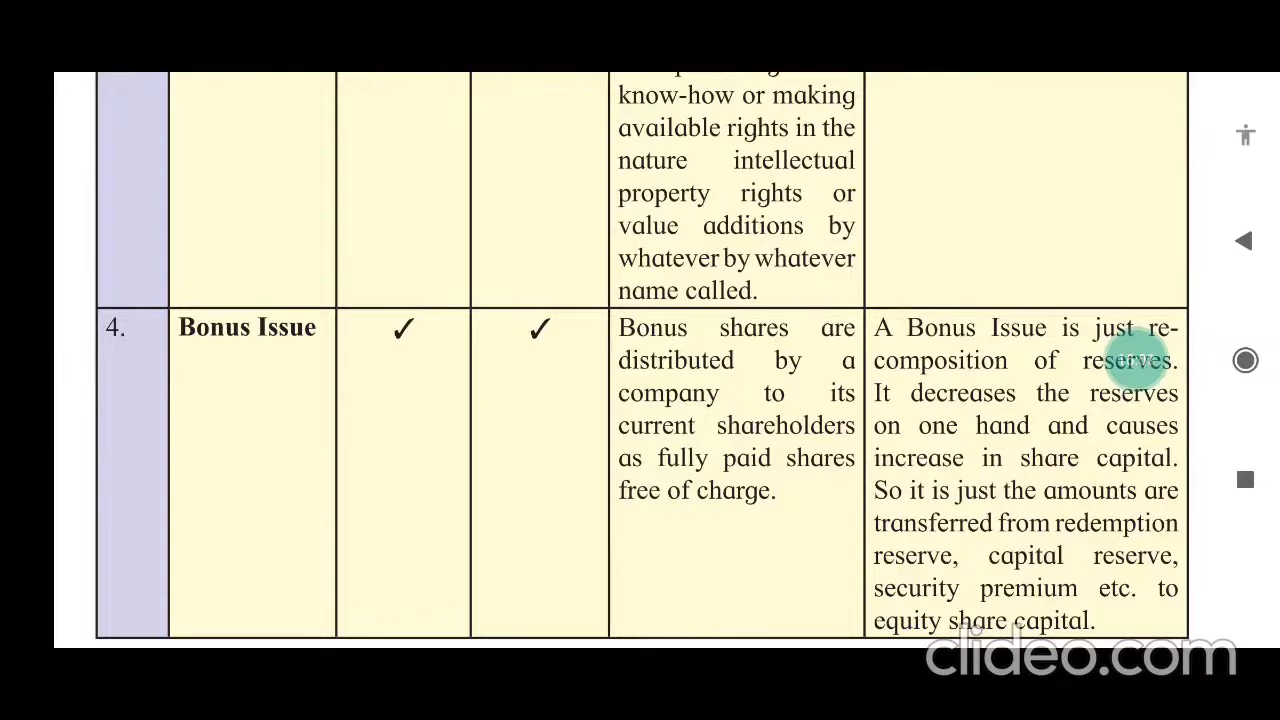 know-how or making
available rights in the
nature intellectual
property rights or
value additions by
whatever by whatever
name called.
4.
Bonus Issue
✓
✓
Bonus shares are
distributed by a
company to its
current shareholders
as fully paid shares
free of charge.
A Bonus Issue is just re-
composition of reserves.
It decreases the reserves
on one hand and causes
increase in share capital.
So it is just the amounts are
transferred from redemption
reserve, capital reserve,
security premium etc. to
equity share capital.
clideo.com